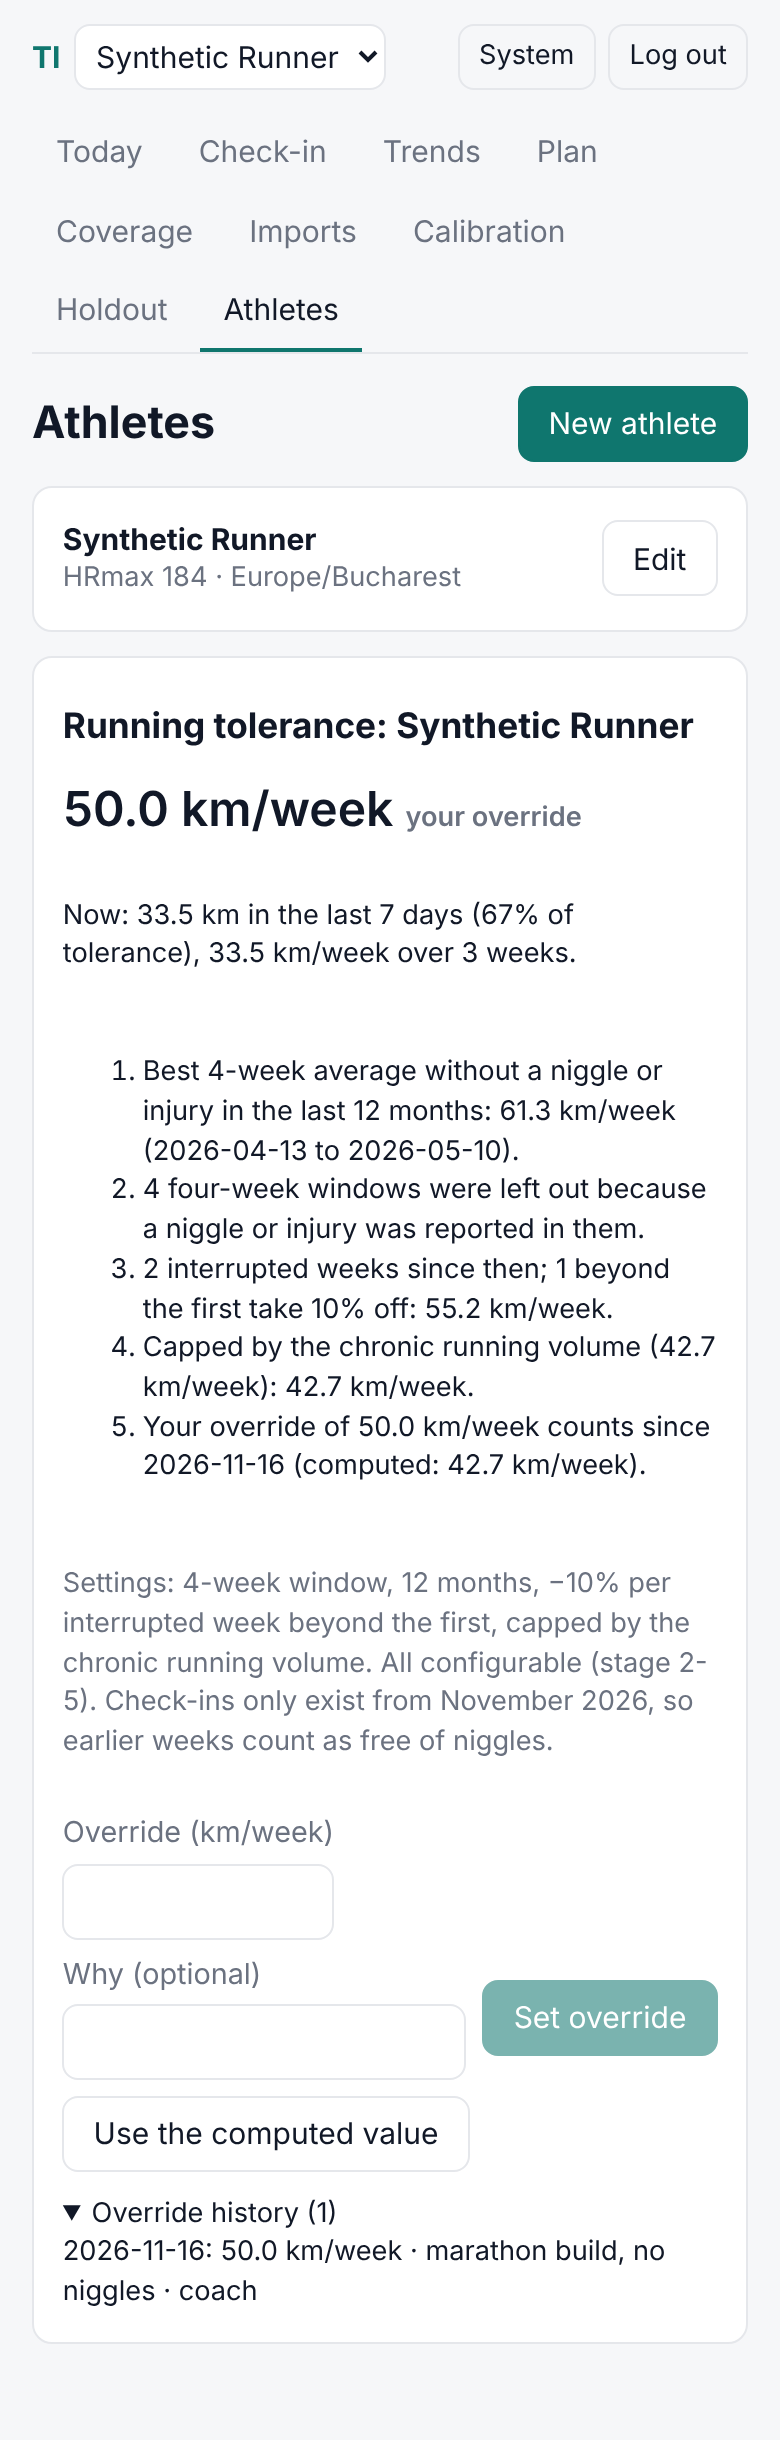 TI Synthetic Runner System Log out
Today Check-in Trends Plan
Coverage Imports Calibration
Holdout Athletes
Athletes New athlete
Synthetic Runner
HRmax 184 · Europe/Bucharest
Edit
Running tolerance: Synthetic Runner
50.0 km/week your override
Now: 33.5 km in the last 7 days (67% of
tolerance), 33.5 km/week over 3 weeks.
1. Best 4-week average without a niggle or
injury in the last 12 months: 61.3 km/week
(2026-04-13 to 2026-05-10).
2. 4 four-week windows were left out because
a niggle or injury was reported in them.
3. 2 interrupted weeks since then; 1 beyond
the first take 10% off: 55.2 km/week.
4. Capped by the chronic running volume (42.7
km/week): 42.7 km/week.
5. Your override of 50.0 km/week counts since
2026-11-16 (computed: 42.7 km/week).
Settings: 4-week window, 12 months, −10% per
interrupted week beyond the first, capped by the
chronic running volume. All configurable (stage 2-
5). Check-ins only exist from November 2026, so
earlier weeks count as free of niggles.
Override (km/week)
Why (optional)
Set override
Use the computed value
▼ Override history (1)
2026-11-16: 50.0 km/week · marathon build, no
niggles · coach